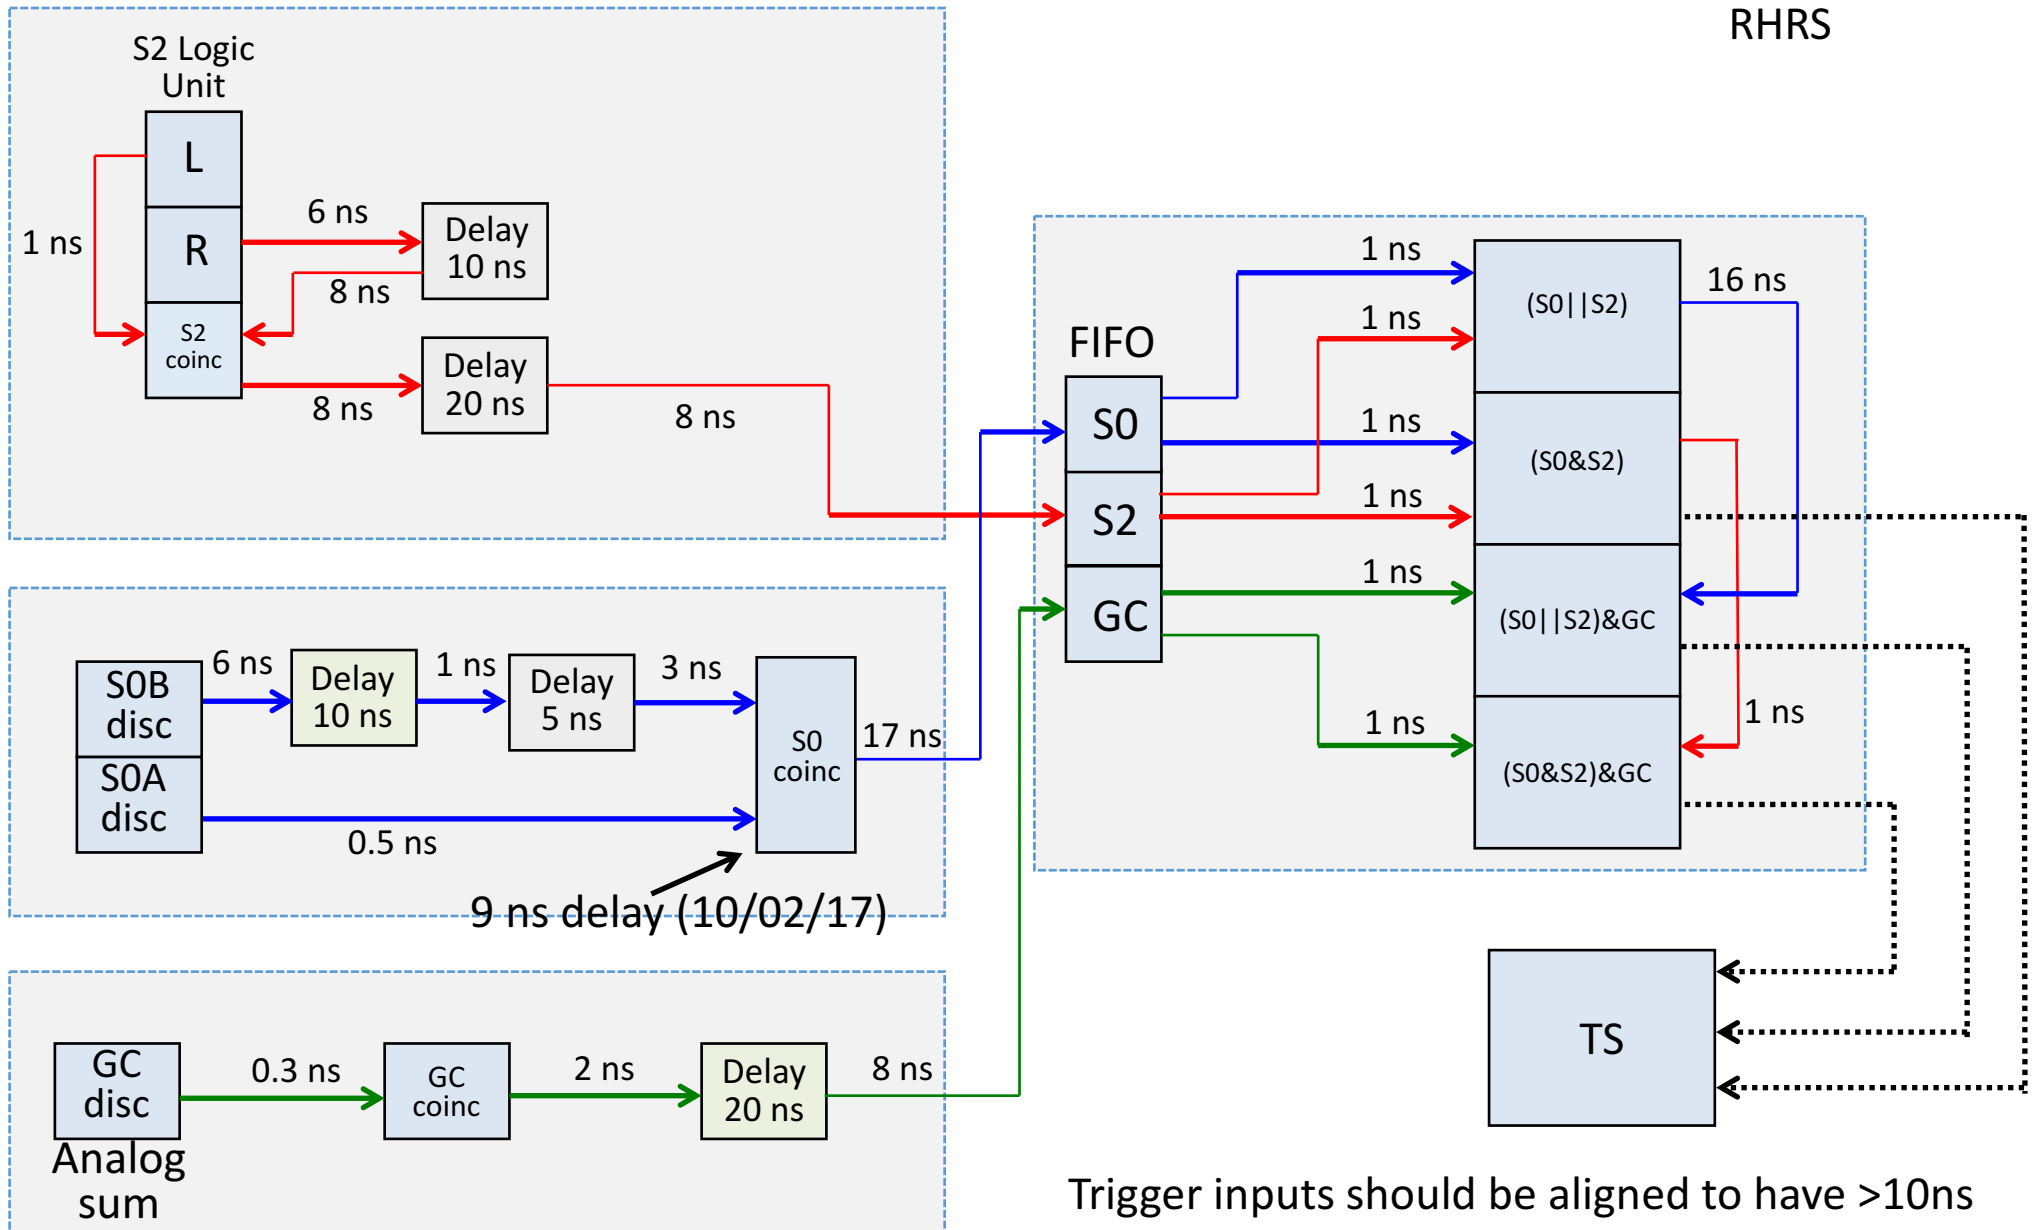 RHRS
S2 Logic
Unit
L
R
S2
coinc
1 ns
6 ns
Delay
10 ns
8 ns
8 ns
Delay
20 ns
8 ns
S0B
disc
S0A
disc
6 ns
Delay
10 ns
1 ns
Delay
5 ns
3 ns
0.5 ns
S0
coinc
17 ns
9 ns delay (10/02/17)
GC
disc
Analog
sum
0.3 ns
GC
coinc
2 ns
Delay
20 ns
8 ns
FIFO
S0
S2
GC
1 ns
1 ns
1 ns
1 ns
1 ns
1 ns
(S0||S2)
(S0&S2)
(S0||S2)&GC
(S0&S2)&GC
16 ns
1 ns
TS
Trigger inputs should be aligned to have >10ns